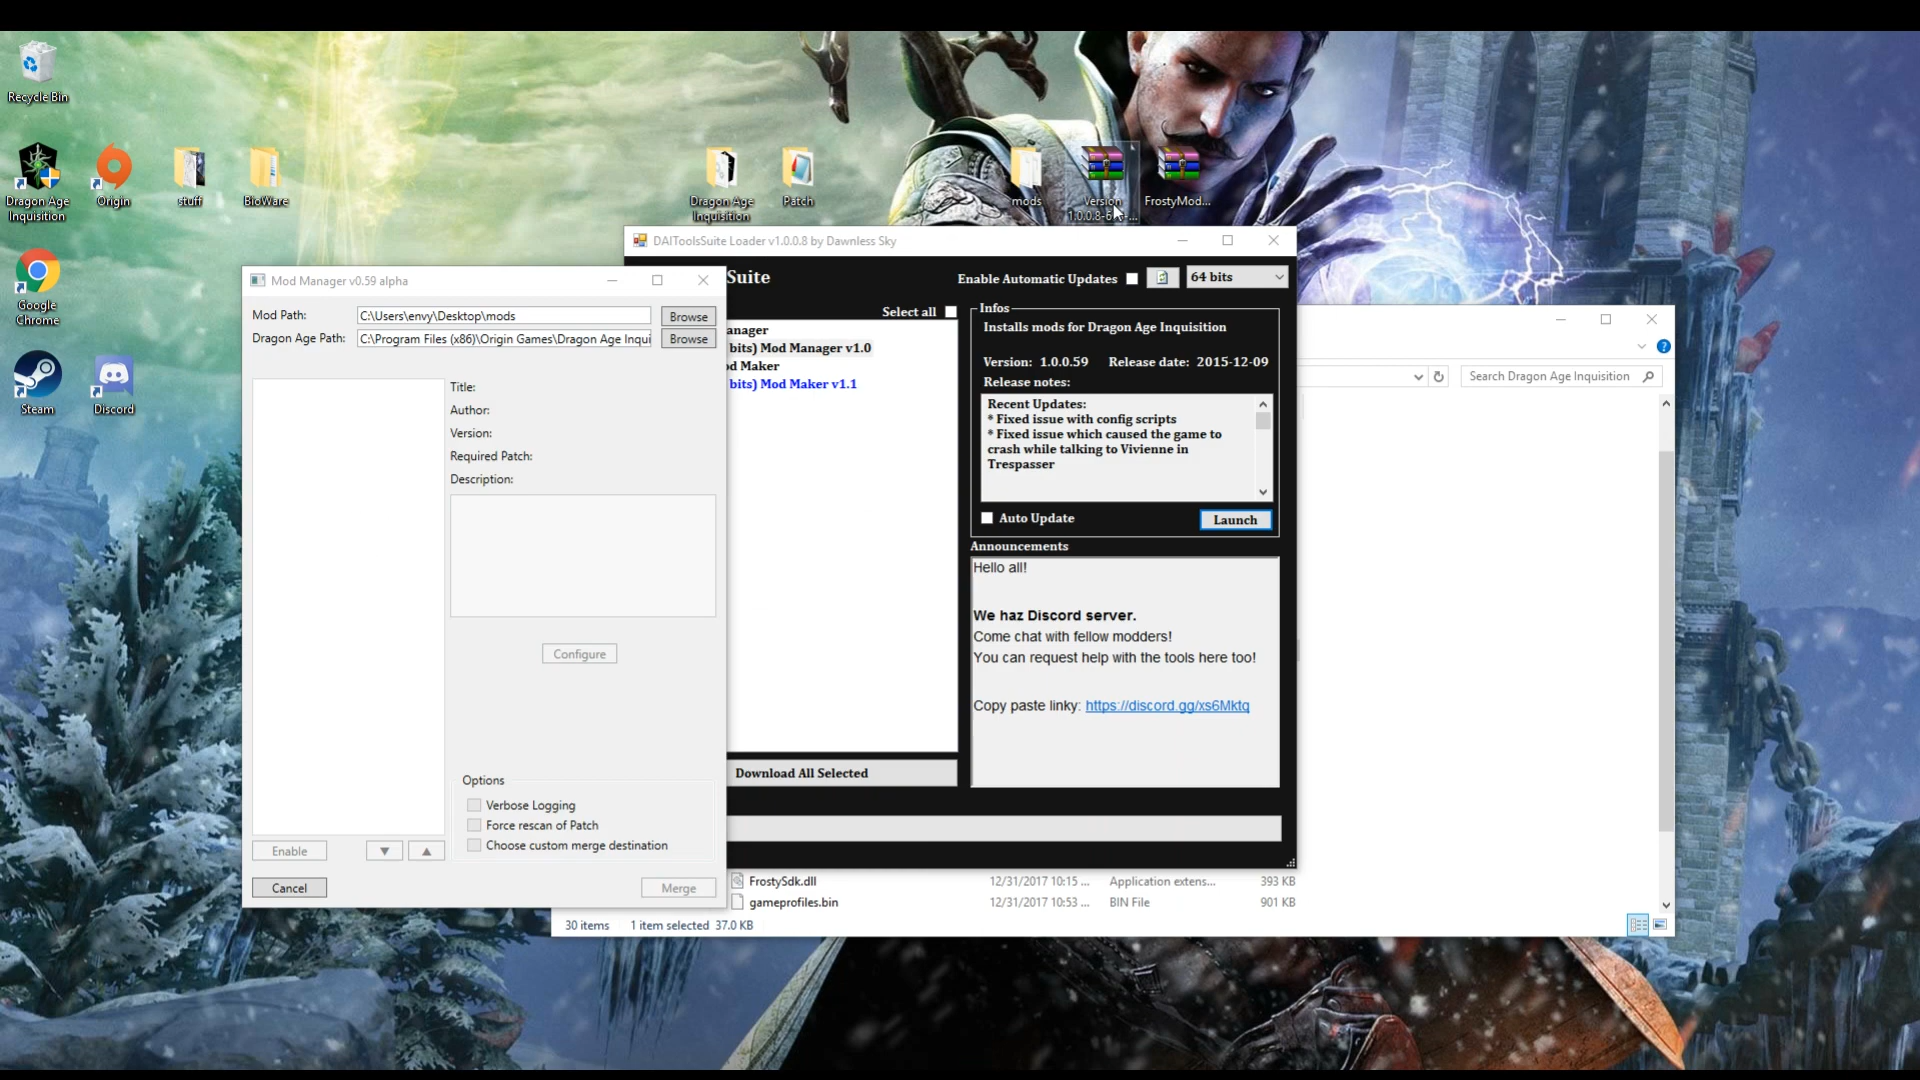 Recycle Bin
Dragon Age
Inquisition
Origin
stuff
BioWare
Dragon Age
Inquisition
Patch
mods
Version
FrostyMod...
Google
Chrome
Steam
Discord
Mod Manager v0.59 alpha
Mod Path:
C:\Users\envy\Desktop\mods
Browse
Dragon Age Path:
C:\Program Files (x86)\Origin Games\Dragon Age Inqui
Browse
Title:
Author:
Version:
Required Patch:
Description:
Configure
Options
Verbose Logging
Force rescan of Patch
Choose custom merge destination
Enable
Cancel
Merge
DAIToolsSuite Loader v1.0.0.8 by Dawnless Sky
Suite
Enable Automatic Updates
64 bits
Select all
anager
bits) Mod Manager v1.0
od Maker
bits) Mod Maker v1.1
Download All Selected
Infos
Installs mods for Dragon Age Inquisition
Version: 1.0.0.59 Release date: 2015-12-09
Release notes:
Recent Updates:
* Fixed issue with config scripts
* Fixed issue which caused the game to
crash while talking to Vivienne in
Trespasser
Auto Update
Launch
Announcements
Hello all!
We haz Discord server.
Come chat with fellow modders!
You can request help with the tools here too!
Copy paste linky: https://discord.gg/xs6Mktq
Search Dragon Age Inquisition
FrostySdk.dll 12/31/2017 10:15 ... Application extens... 393 KB
gameprofiles.bin 12/31/2017 10:53 ... BIN File 901 KB
30 items 1 item selected 37.0 KB